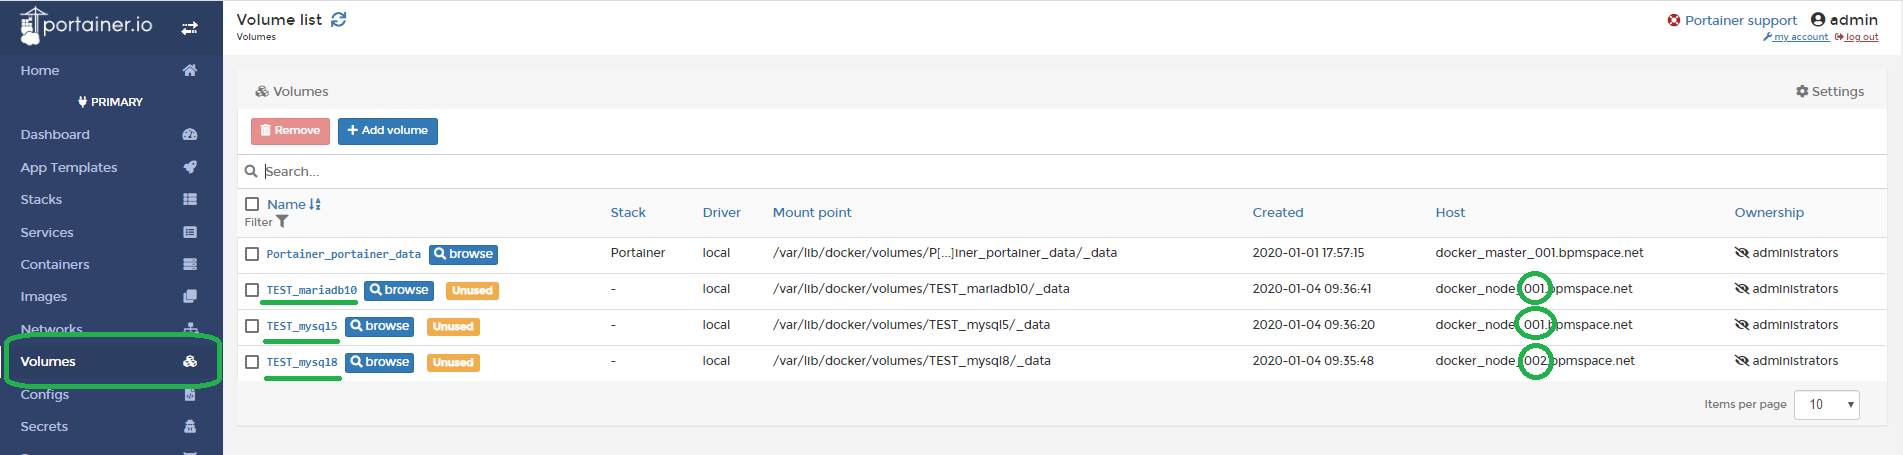 portainer.io
Home
PRIMARY
Dashboard
App Templates
Stacks
Services
Containers
Images
Networks
Volumes
Configs
Secrets
Volume list
Volumes
Portainer support admin
my account log out
Volumes Settings
Remove Add volume
Search...
Name Stack Driver Mount point Created Host Ownership
Filter
Portainer_portainer_data browse Portainer local /var/lib/docker/volumes/P[...]iner_portainer_data/_data 2020-01-01 17:57:15 docker_master_001.bpmspace.net administrators
TEST_mariadb10 browse Unused - local /var/lib/docker/volumes/TEST_mariadb10/_data 2020-01-04 09:36:41 docker_node_001.bpmspace.net administrators
TEST_mysql5 browse Unused - local /var/lib/docker/volumes/TEST_mysql5/_data 2020-01-04 09:36:20 docker_node_001.bpmspace.net administrators
TEST_mysql8 browse Unused - local /var/lib/docker/volumes/TEST_mysql8/_data 2020-01-04 09:35:48 docker_node_002.bpmspace.net administrators
Items per page 10